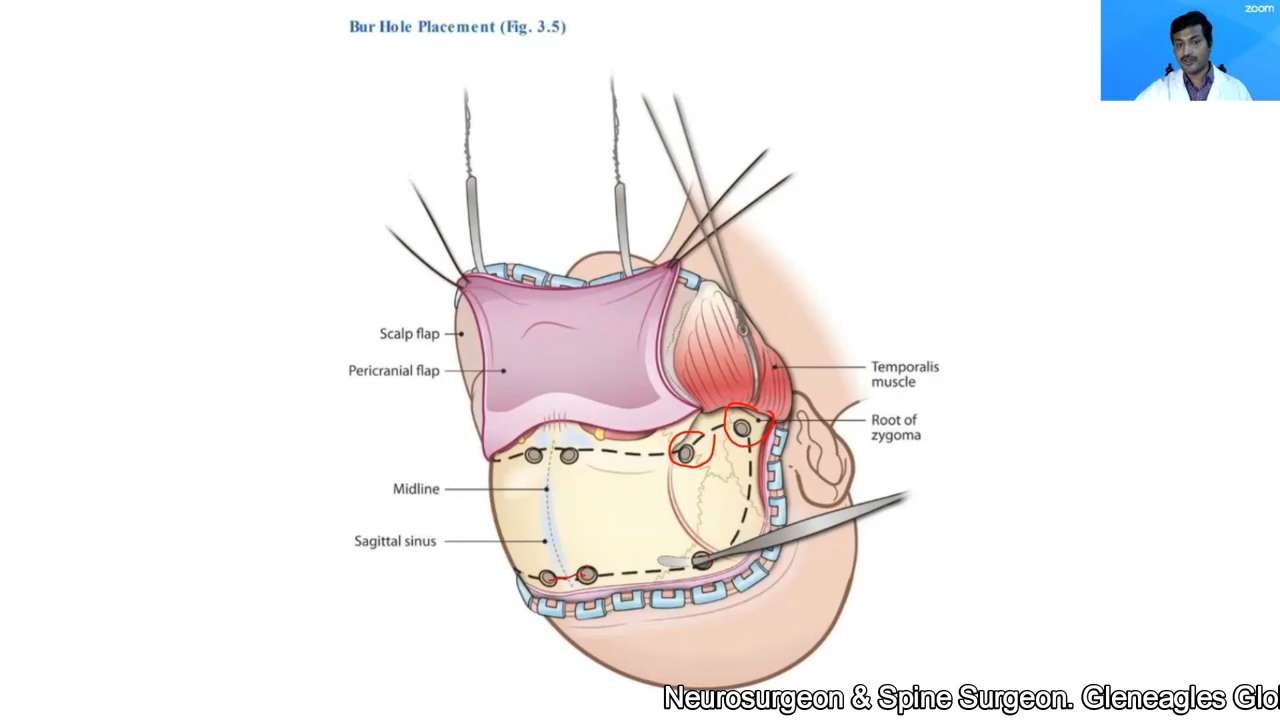 zoom
Bur Hole Placement (Fig. 3.5)
Scalp flap
Pericranial flap
Temporalis
muscle
Root of
zygoma
Midline
Sagittal sinus
Neurosurgeon & Spine Surgeon. Gleneagles Glo